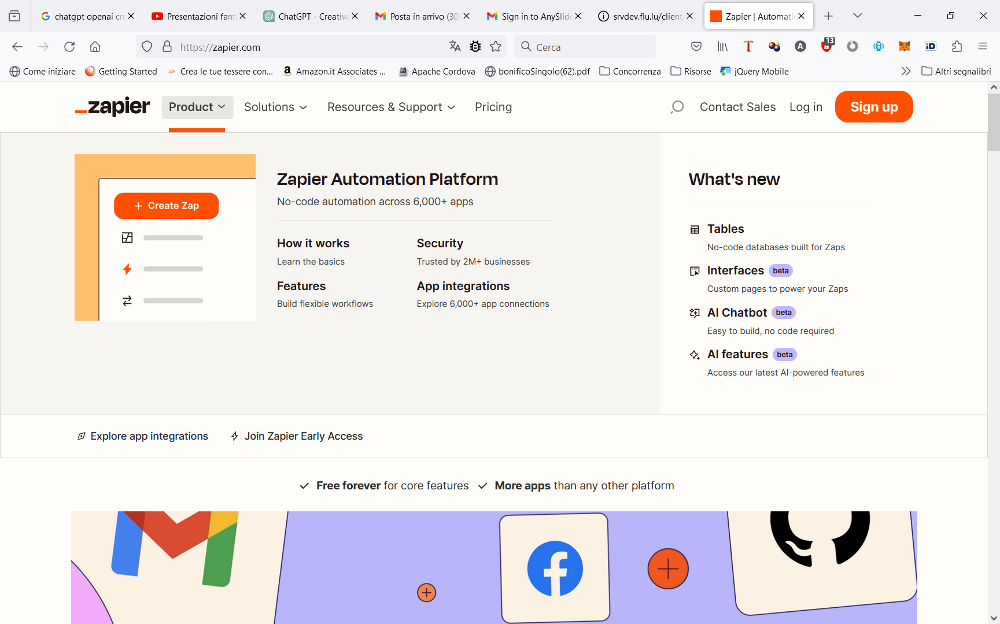 chatgpt openai cre
Presentazioni fant
ChatGPT - Creative
Posta in arrivo (30)
Sign in to AnySlide
srvdev.flu.lu/client
Zapier | Automati
https://zapier.com
Cerca
13
Come iniziare
Getting Started
Crea le tue tessere con...
Amazon.it Associates ...
Apache Cordova
bonificoSingolo(62).pdf
Concorrenza
Risorse
jQuery Mobile
Altri segnalibri
zapier
Product
Solutions
Resources & Support
Pricing
Contact Sales
Log in
Sign up
Create Zap
Zapier Automation Platform
No-code automation across 6,000+ apps
How it works
Learn the basics
Security
Trusted by 2M+ businesses
Features
Build flexible workflows
App integrations
Explore 6,000+ app connections
What's new
Tables
No-code databases built for Zaps
Interfaces beta
Custom pages to power your Zaps
AI Chatbot beta
Easy to build, no code required
AI features beta
Access our latest AI-powered features
Explore app integrations
Join Zapier Early Access
Free forever for core features
More apps than any other platform